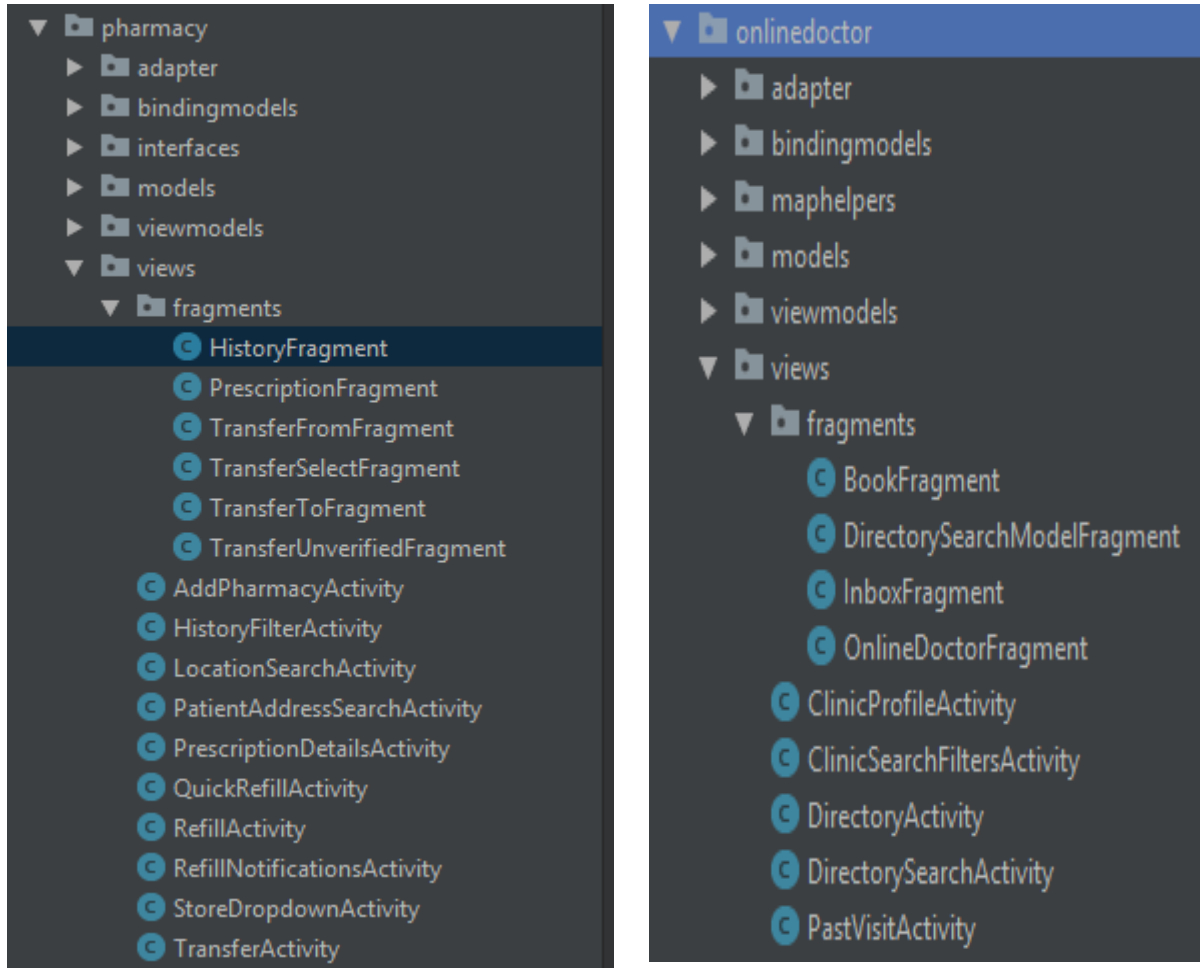 pharmacy
adapter
bindingmodels
interfaces
models
viewmodels
views
fragments
C HistoryFragment
C PrescriptionFragment
C TransferFromFragment
C TransferSelectFragment
C TransferToFragment
C TransferUnverifiedFragment
C AddPharmacyActivity
C HistoryFilterActivity
C LocationSearchActivity
C PatientAddressSearchActivity
C PrescriptionDetailsActivity
C QuickRefillActivity
C RefillActivity
C RefillNotificationsActivity
C StoreDropdownActivity
C TransferActivity
onlinedoctor
adapter
bindingmodels
maphelpers
models
viewmodels
views
fragments
C BookFragment
C DirectorySearchModelFragment
C InboxFragment
C OnlineDoctorFragment
C ClinicProfileActivity
C ClinicSearchFiltersActivity
C DirectoryActivity
C DirectorySearchActivity
C PastVisitActivity